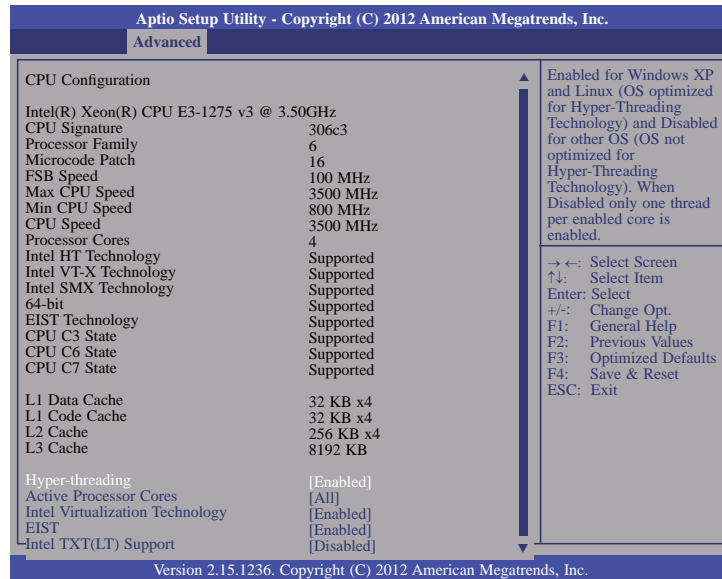 Aptio Setup Utility - Copyright (C) 2012 American Megatrends, Inc.
Advanced
CPU Configuration
Intel(R) Xeon(R) CPU E3-1275 v3 @ 3.50GHz
CPU Signature 306c3
Processor Family 6
Microcode Patch 16
FSB Speed 100 MHz
Max CPU Speed 3500 MHz
Min CPU Speed 800 MHz
CPU Speed 3500 MHz
Processor Cores 4
Intel HT Technology Supported
Intel VT-X Technology Supported
Intel SMX Technology Supported
64-bit Supported
EIST Technology Supported
CPU C3 State Supported
CPU C6 State Supported
CPU C7 State Supported
L1 Data Cache 32 KB x4
L1 Code Cache 32 KB x4
L2 Cache 256 KB x4
L3 Cache 8192 KB
Hyper-threading [Enabled]
Active Processor Cores [All]
Intel Virtualization Technology [Enabled]
EIST [Enabled]
Intel TXT(LT) Support [Disabled]
Enabled for Windows XP
and Linux (OS optimized
for Hyper-Threading
Technology) and Disabled
for other OS (OS not
optimized for
Hyper-Threading
Technology). When
Disabled only one thread
per enabled core is
enabled.
→←: Select Screen
↑↓: Select Item
Enter: Select
+/-: Change Opt.
F1: General Help
F2: Previous Values
F3: Optimized Defaults
F4: Save & Reset
ESC: Exit
Version 2.15.1236. Copyright (C) 2012 American Megatrends, Inc.